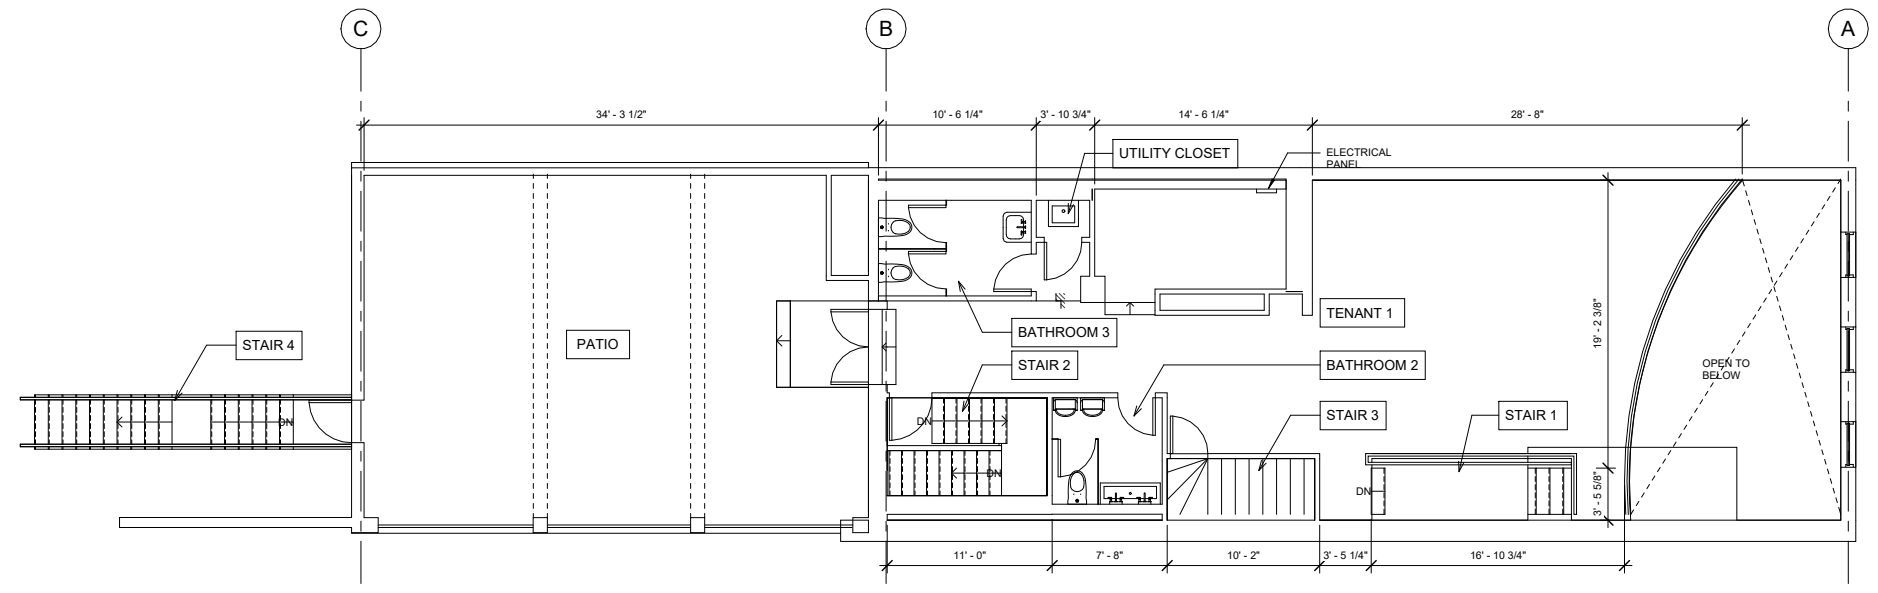 C
B
A
34' - 3 1/2"
10' - 6 1/4"
3' - 10 3/4"
14' - 6 1/4"
28' - 8"
UTILITY CLOSET
ELECTRICAL
PANEL
TENANT 1
BATHROOM 3
STAIR 4
PATIO
STAIR 2
BATHROOM 2
19' - 2 3/8"
OPEN TO
BELOW
DN
DN
STAIR 3
STAIR 1
DN
DN
3' - 5 5/8"
11' - 0"
7' - 8"
10' - 2"
3' - 5 1/4"
16' - 10 3/4"